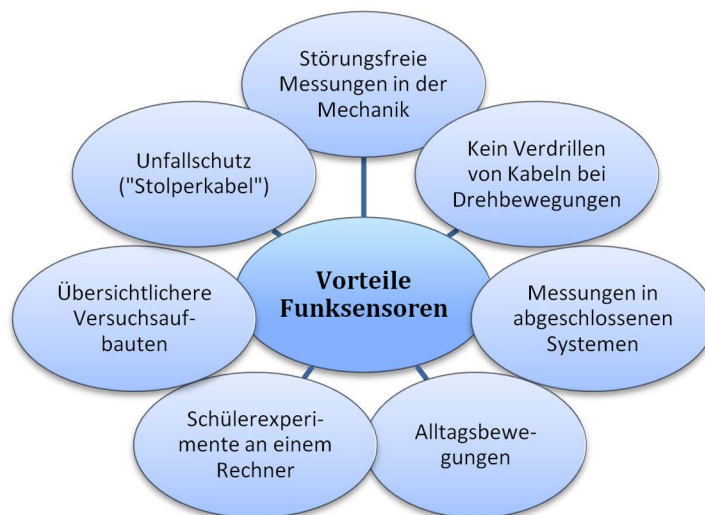 Störungsfreie
Messungen in der
Mechanik
Kein Verdrillen
von Kabeln bei
Drehbewegungen
Messungen in
abgeschlossenen
Systemen
Alltagsbewe-
gungen
Schülerexperi-
mente an einem
Rechner
Übersichtlichere
Versuchsauf-
bauten
Unfallschutz
("Stolperkabel")
Vorteile
Funksensoren